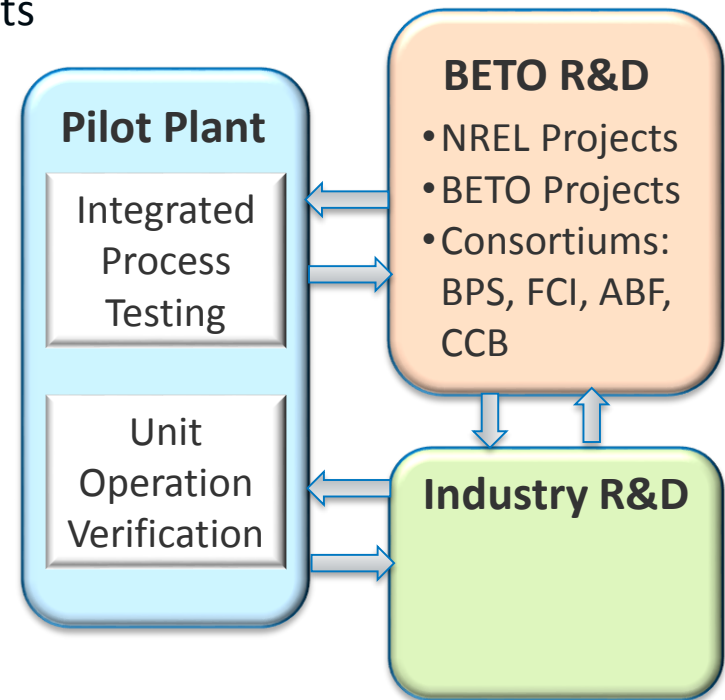 ts
Pilot Plant
Integrated
Process
Testing
Unit
Operation
Verification
BETO R&D
•NREL Projects
•BETO Projects
•Consortiums:
BPS, FCI, ABF,
CCB
Industry R&D